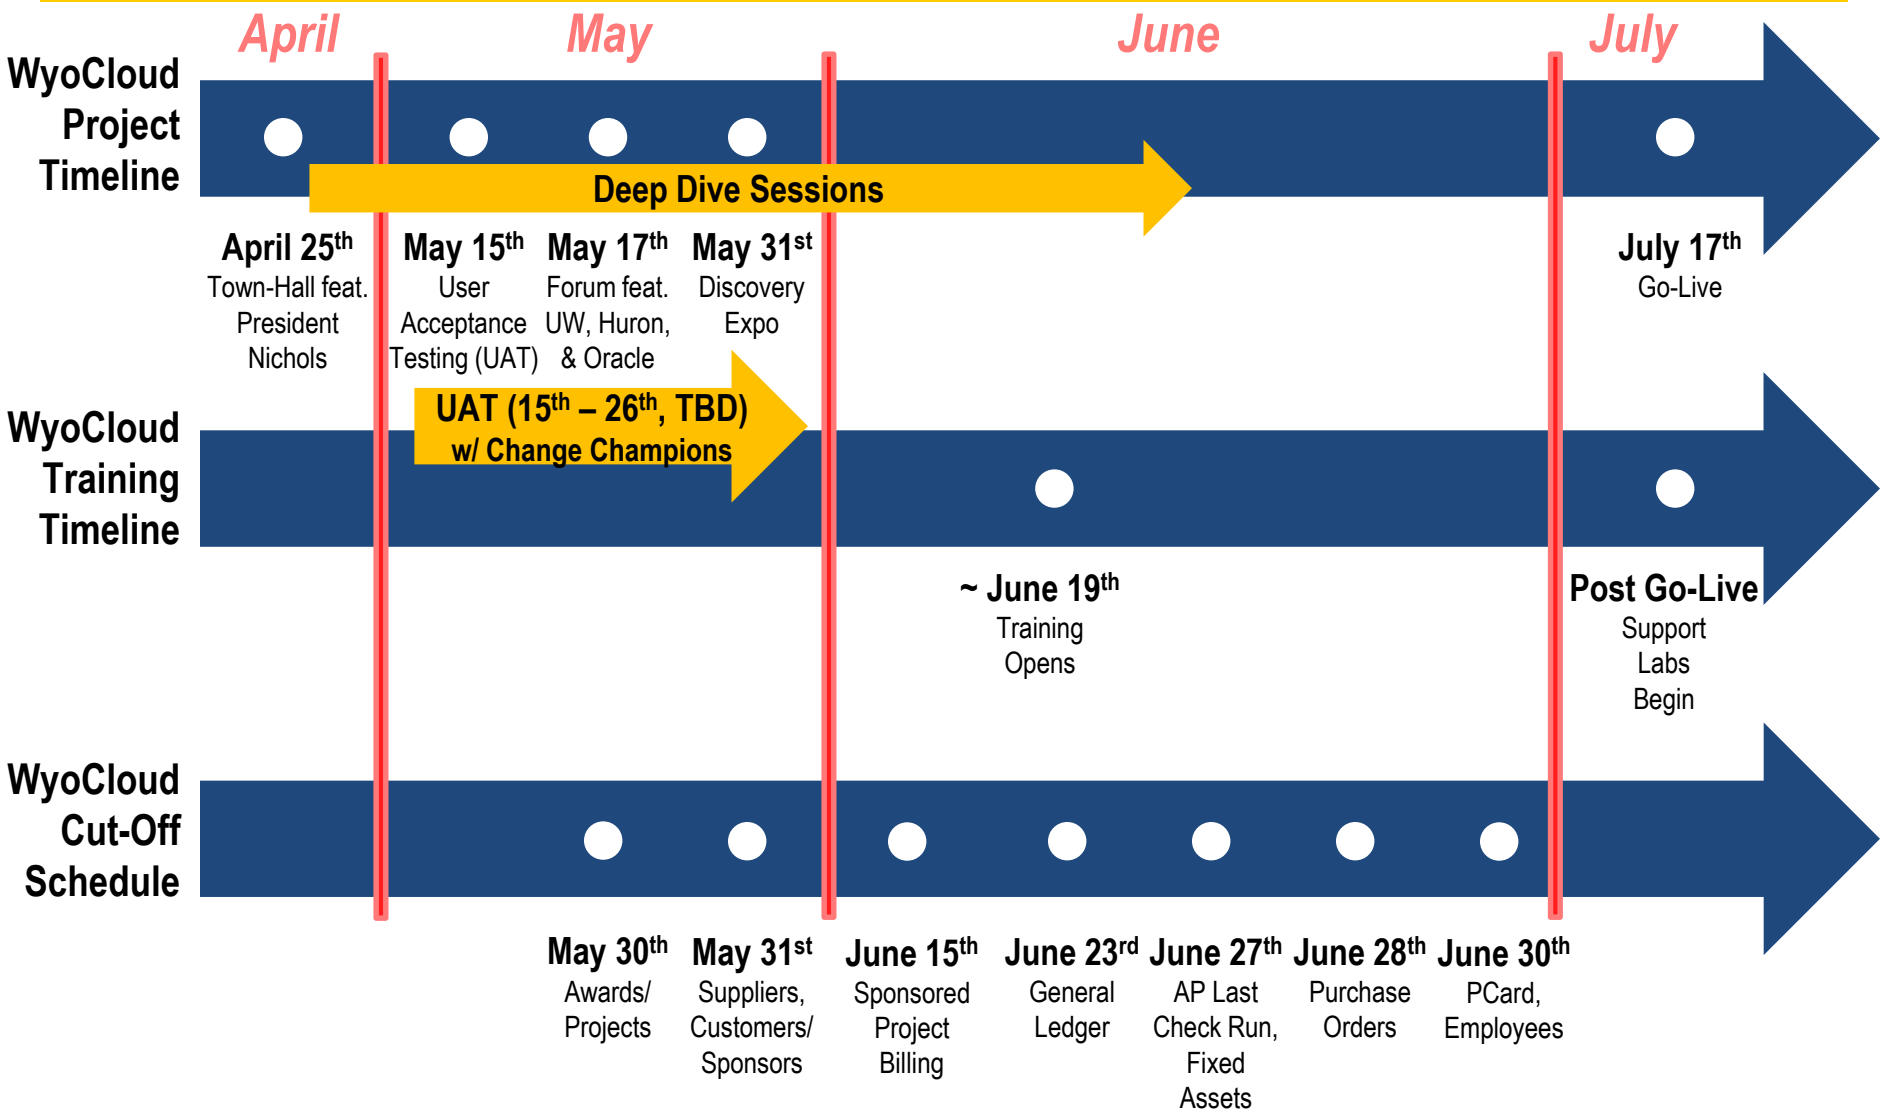 April
May
June
July
WyoCloud
Project
Timeline
Deep Dive Sessions
April 25th
Town-Hall feat.
President
Nichols
May 15th
User
Acceptance
Testing (UAT)
May 17th
Forum feat.
UW, Huron,
& Oracle
May 31st
Discovery
Expo
July 17th
Go-Live
WyoCloud
Training
Timeline
UAT (15th – 26th, TBD)
w/ Change Champions
~ June 19th
Training
Opens
Post Go-Live
Support
Labs
Begin
WyoCloud
Cut-Off
Schedule
May 30th
Awards/
Projects
May 31st
Suppliers,
Customers/
Sponsors
June 15th
Sponsored
Project
Billing
June 23rd
General
Ledger
June 27th
AP Last
Check Run,
Fixed
Assets
June 28th
Purchase
Orders
June 30th
PCard,
Employees